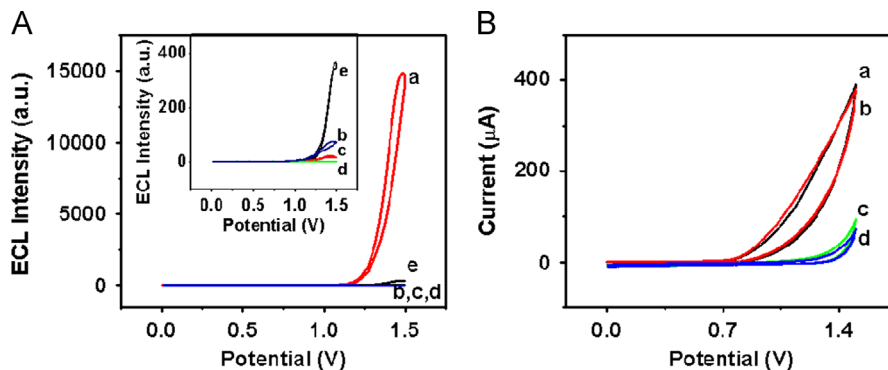 A
ECL Intensity (a.u.)
15000
10000
5000
0
0.0 0.5 1.0 1.5
Potential (V)
a
e
b,c,d
ECL Intensity (a.u.)
400
200
0
0.0 0.5 1.0 1.5
Potential (V)
e
b
c
d
B
Current (μA)
400
200
0
0.0 0.7 1.4
Potential (V)
a
b
c
d